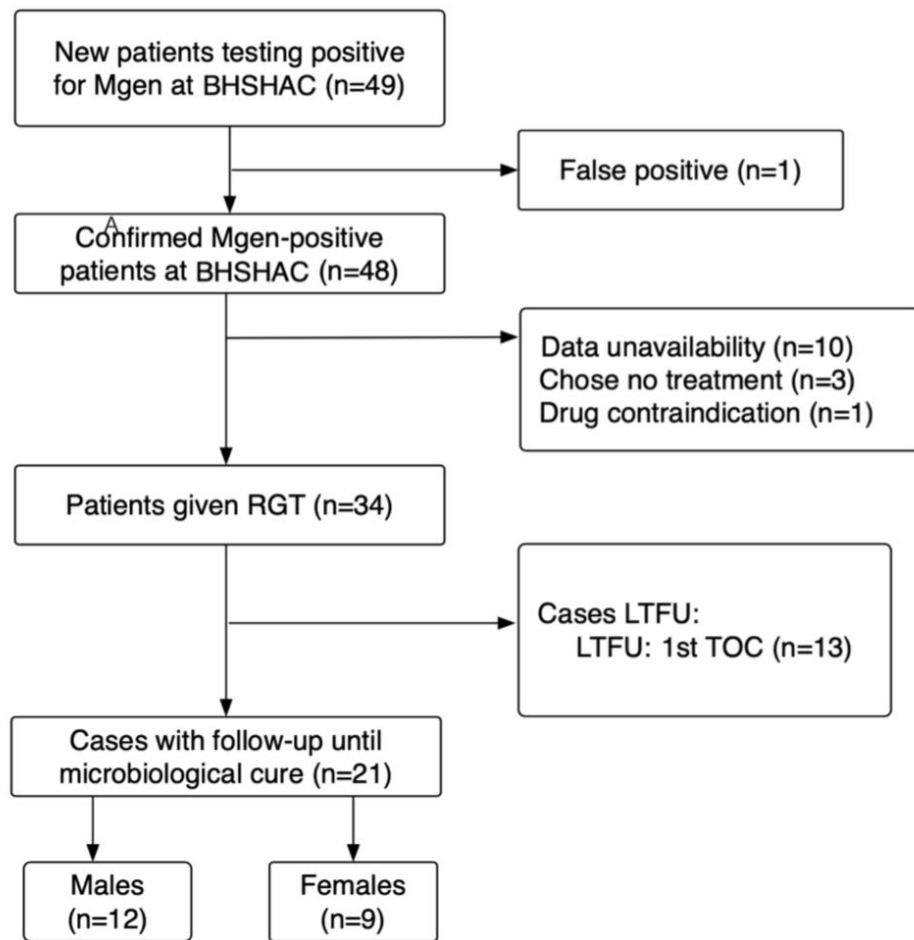 New patients testing positive
for Mgen at BHSHAC (n=49)
False positive (n=1)
A
Confirmed Mgen-positive
patients at BHSHAC (n=48)
Data unavailability (n=10)
Chose no treatment (n=3)
Drug contraindication (n=1)
Patients given RGT (n=34)
Cases LTFU:
LTFU: 1st TOC (n=13)
Cases with follow-up until
microbiological cure (n=21)
Males
(n=12)
Females
(n=9)